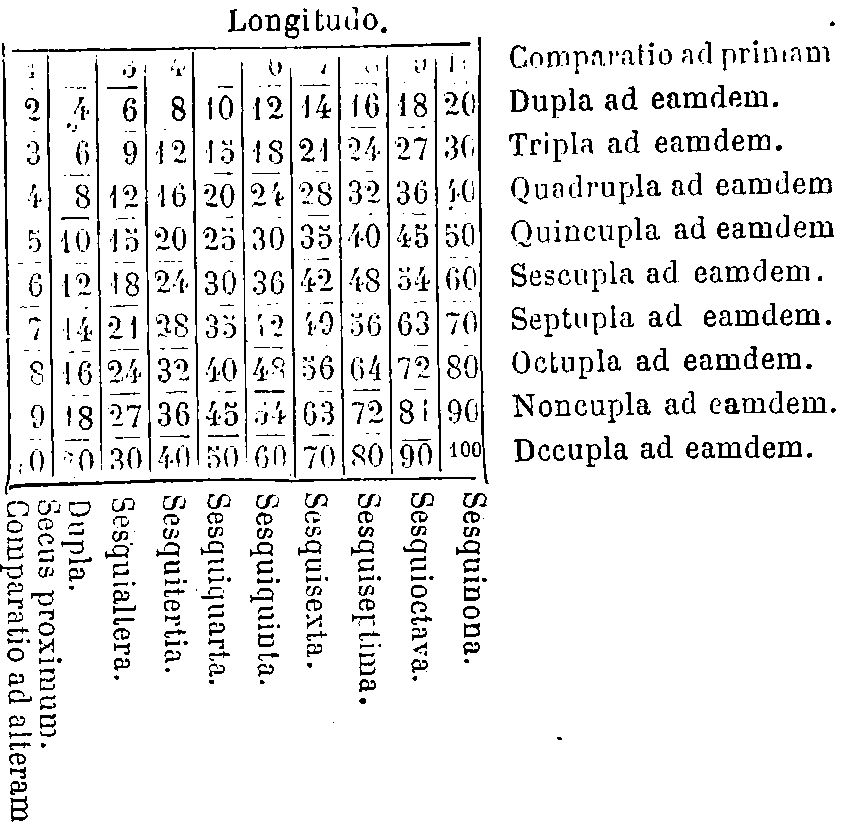 Longitudo.
1 3 4 6 7 8 9 1 Comparatio ad primam
2 4 6 8 10 12 14 16 18 20 Dupla ad eamdem.
3 6 9 12 15 18 21 24 27 30 Tripla ad eamdem.
4 8 12 16 20 24 28 32 36 40 Quadrupla ad eamdem
5 10 15 20 25 30 35 40 45 50 Quincupla ad eamdem
6 12 18 24 30 36 42 48 54 60 Sescupla ad eamdem.
7 14 21 28 35 42 49 56 63 70 Septupla ad eamdem.
8 16 24 32 40 48 56 64 72 80 Octupla ad eamdem.
9 18 27 36 45 54 63 72 81 90 Noncupla ad eamdem.
0 20 30 40 50 60 70 80 90 100 Decupla ad eamdem.
Comparatio ad alteram
Secus proximum.
Dupla.
Sesquialtera.
Sesquitertia.
Sesquiquarta.
Sesquiquinta.
Sesquisexta.
Sesquiseptima.
Sesquioctava.
Sesquinona.